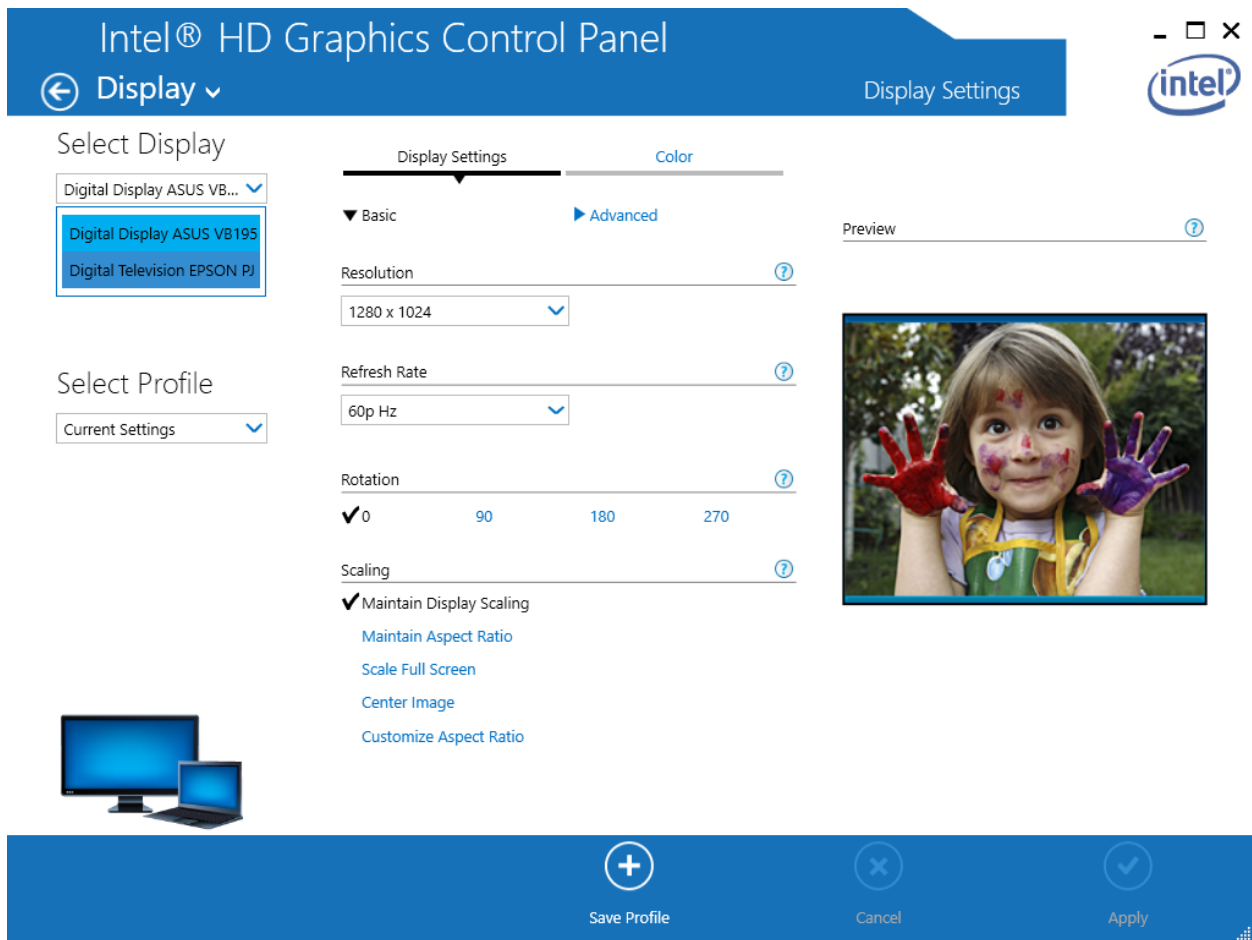 Intel® HD Graphics Control Panel
Display
Display Settings
intel®
Select Display
Digital Display ASUS VB...
Digital Display ASUS VB195
Digital Television EPSON PJ
Select Profile
Current Settings
Display Settings
Color
Basic
Advanced
Resolution
?
1280 x 1024
Refresh Rate
?
60p Hz
Rotation
?
0
90
180
270
Scaling
?
Maintain Display Scaling
Maintain Aspect Ratio
Scale Full Screen
Center Image
Customize Aspect Ratio
Preview
?
Save Profile
Cancel
Apply